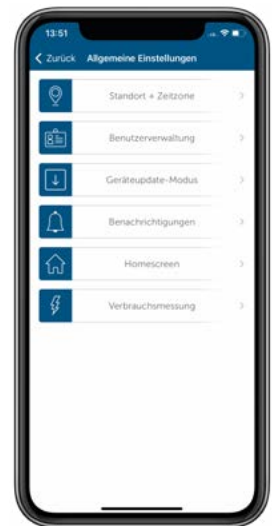 13:51
Zurück Allgemeine Einstellungen
Standort + Zeitzone
Benutzerverwaltung
Geräteupdate-Modus
Benachrichtigungen
Homescreen
Verbrauchsmessung